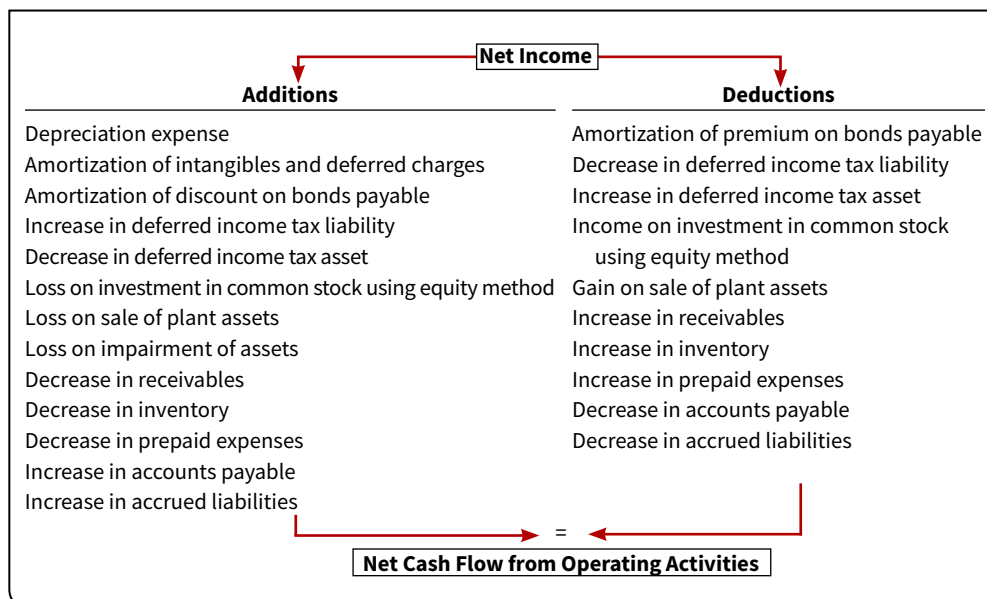 Net Income
Additions
Depreciation expense
Amortization of intangibles and deferred charges
Amortization of discount on bonds payable
Increase in deferred income tax liability
Decrease in deferred income tax asset
Loss on investment in common stock using equity method
Loss on sale of plant assets
Loss on impairment of assets
Decrease in receivables
Decrease in inventory
Decrease in prepaid expenses
Increase in accounts payable
Increase in accrued liabilities
Deductions
Amortization of premium on bonds payable
Decrease in deferred income tax liability
Increase in deferred income tax asset
Income on investment in common stock
using equity method
Gain on sale of plant assets
Increase in receivables
Increase in inventory
Increase in prepaid expenses
Decrease in accounts payable
Decrease in accrued liabilities
=
Net Cash Flow from Operating Activities